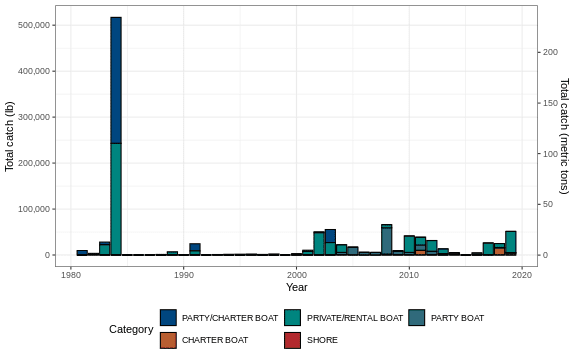 500,000
400,000
300,000
200,000
100,000
0
Total catch (lb)
200
150
100
50
0
Total catch (metric tons)
1980 1990 2000 2010 2020
Year
Category
PARTY/CHARTER BOAT PRIVATE/RENTAL BOAT PARTY BOAT
CHARTER BOAT SHORE